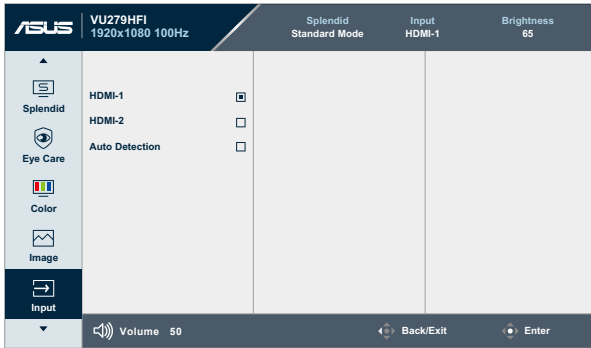 ASUS
VU279HFI
1920x1080 100Hz
Splendid
Standard Mode
Input
HDMI-1
Brightness
65
Splendid
Eye Care
Color
Image
Input
HDMI-1
HDMI-2
Auto Detection
Volume 50
Back/Exit
Enter